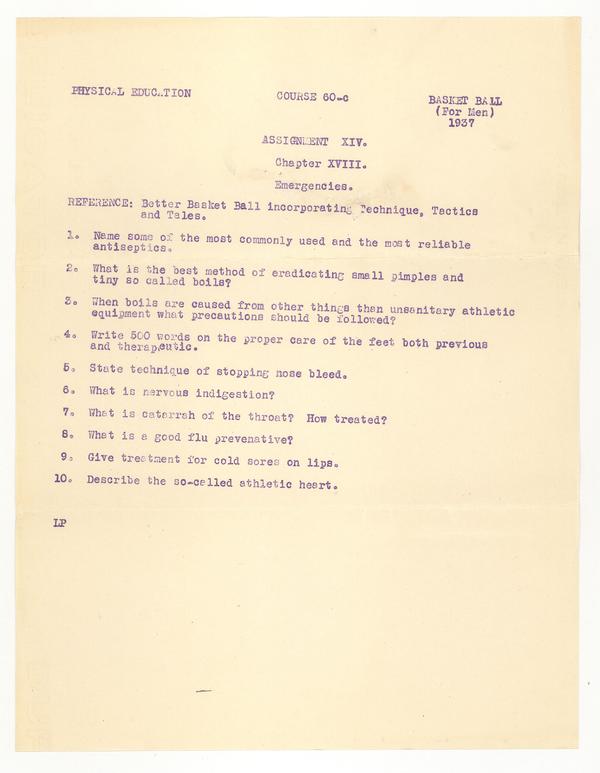 PHYSICAL EDUCATION COURSE 60-c BASKET BALL
(For Men)
1937
ASSIGNMENT XIV.
Chapter XVIII.
Emergencies.
REFERENCE: Better Basket Ball incorporating Technique, Tactics
and Tales.
1. Name some of the most commonly used and the most reliable
antiseptics.
2. What is the best method of eradicating small pimples and
tiny so called boils?
3. When boils are caused from other things than unsanitary athletic
equipment what precautions should be followed?
4. Write 500 words on the proper care of the feet both previous
and therapeutic.
5. State technique of stopping nose bleed.
6. What is nervous indigestion?
7. What is catarrah of the throat? How treated?
8. What is a good flu prevenative?
9. Give treatment for cold sores on lips.
10. Describe the so-called athletic heart.
LP